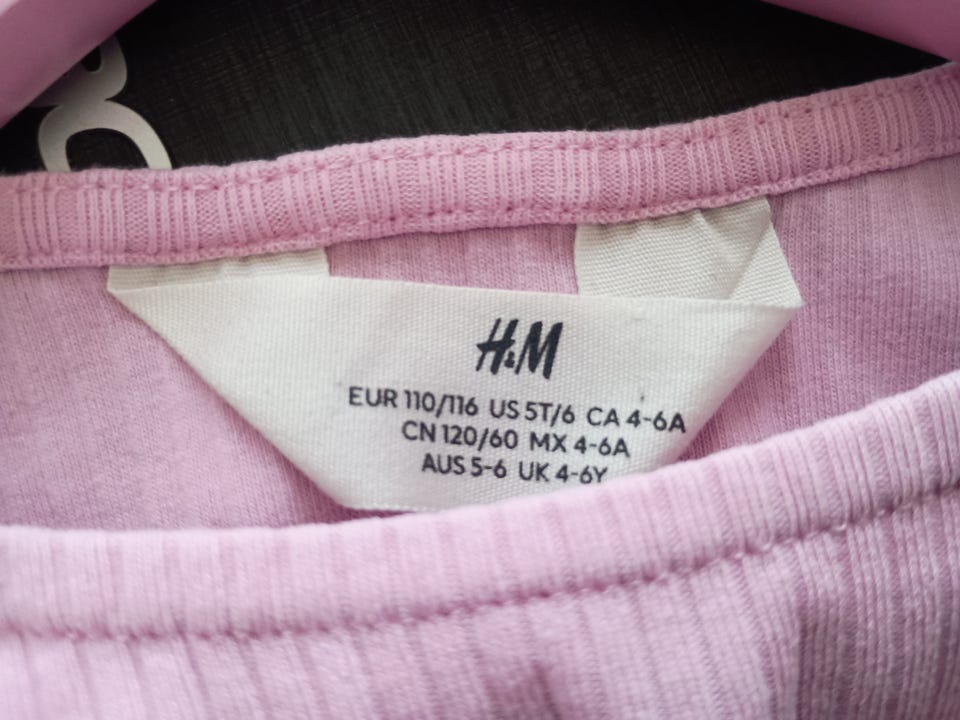 H&M
EUR 110/116 US 5T/6 CA 4-6A
CN 120/60 MX 4-6A
AUS 5-6 UK 4-6Y